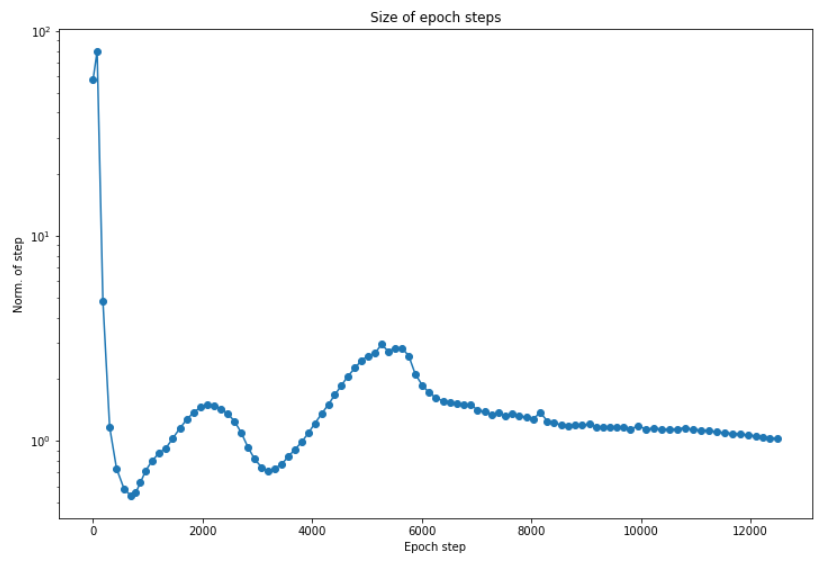 Size of epoch steps
10²
10¹
10⁰
Norm. of step
0 2000 4000 6000 8000 10000 12000
Epoch step